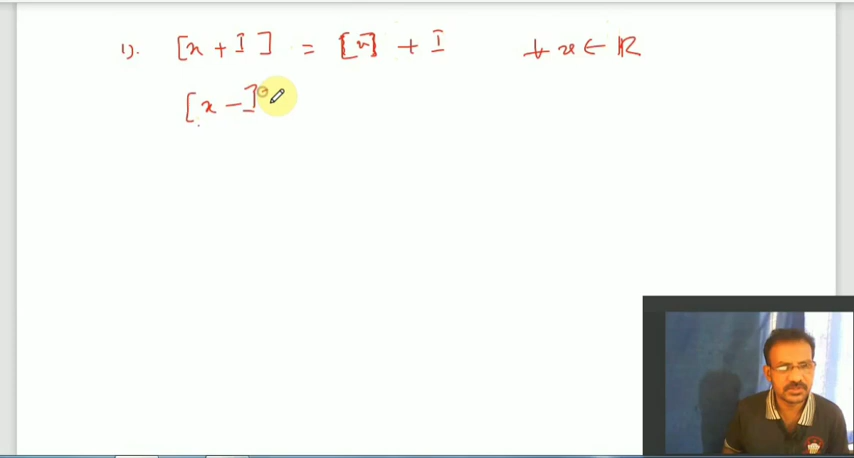 1). [x + I] = [x] + I ∀ x ∈ R
[x - I